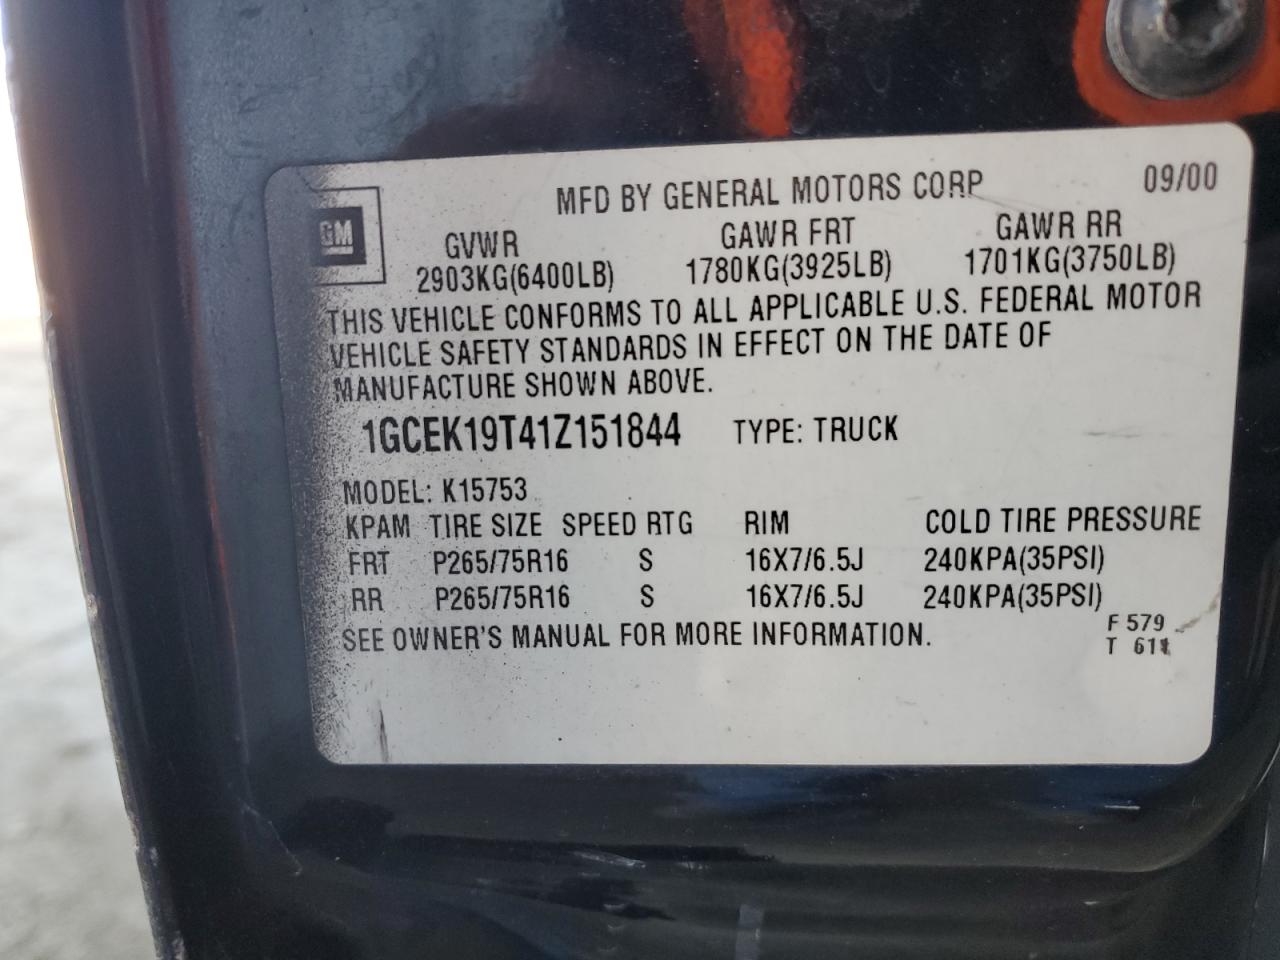 MFD BY GENERAL MOTORS CORP 09/00
GM
GVWR GAWR FRT GAWR RR
2903KG(6400LB) 1780KG(3925LB) 1701KG(3750LB)
THIS VEHICLE CONFORMS TO ALL APPLICABLE U.S. FEDERAL MOTOR
VEHICLE SAFETY STANDARDS IN EFFECT ON THE DATE OF
MANUFACTURE SHOWN ABOVE.
1GCEK19T41Z151844 TYPE: TRUCK
MODEL: K15753
KPAM TIRE SIZE SPEED RTG RIM COLD TIRE PRESSURE
FRT P265/75R16 S 16X7/6.5J 240KPA(35PSI)
RR P265/75R16 S 16X7/6.5J 240KPA(35PSI)
SEE OWNER'S MANUAL FOR MORE INFORMATION.
F 579
T